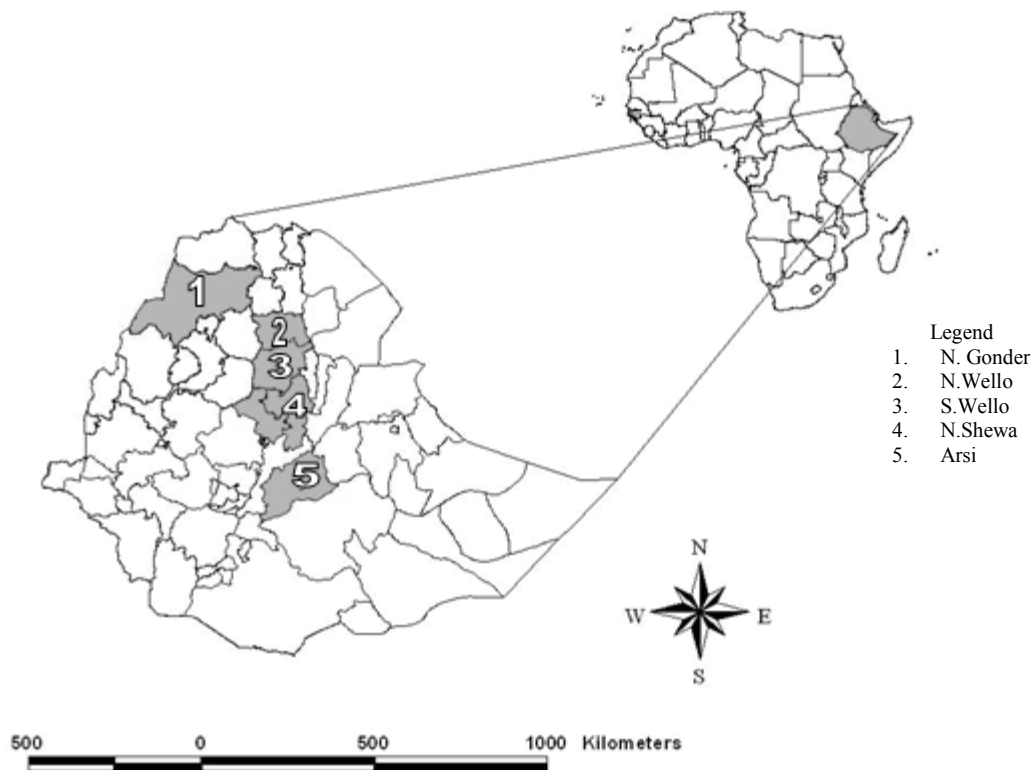 1
2
3
4
5
Legend
1. N. Gonder
2. N.Wello
3. S.Wello
4. N.Shewa
5. Arsi
N
W E
S
500 0 500 1000 Kilometers